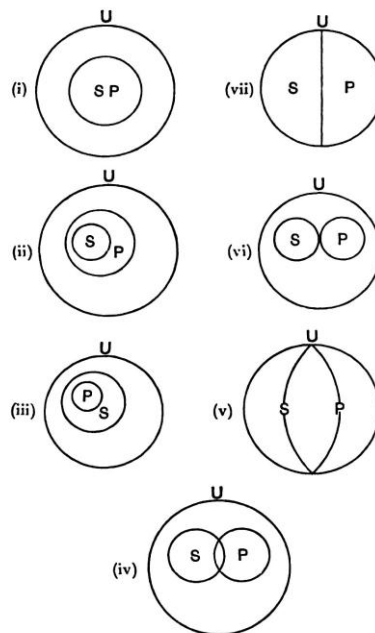 U
(i) S P
U
(vii) S P
U
(ii) S P
U
(vi) S P
U
(iii) P S
U
(v) S P
U
(iv) S P